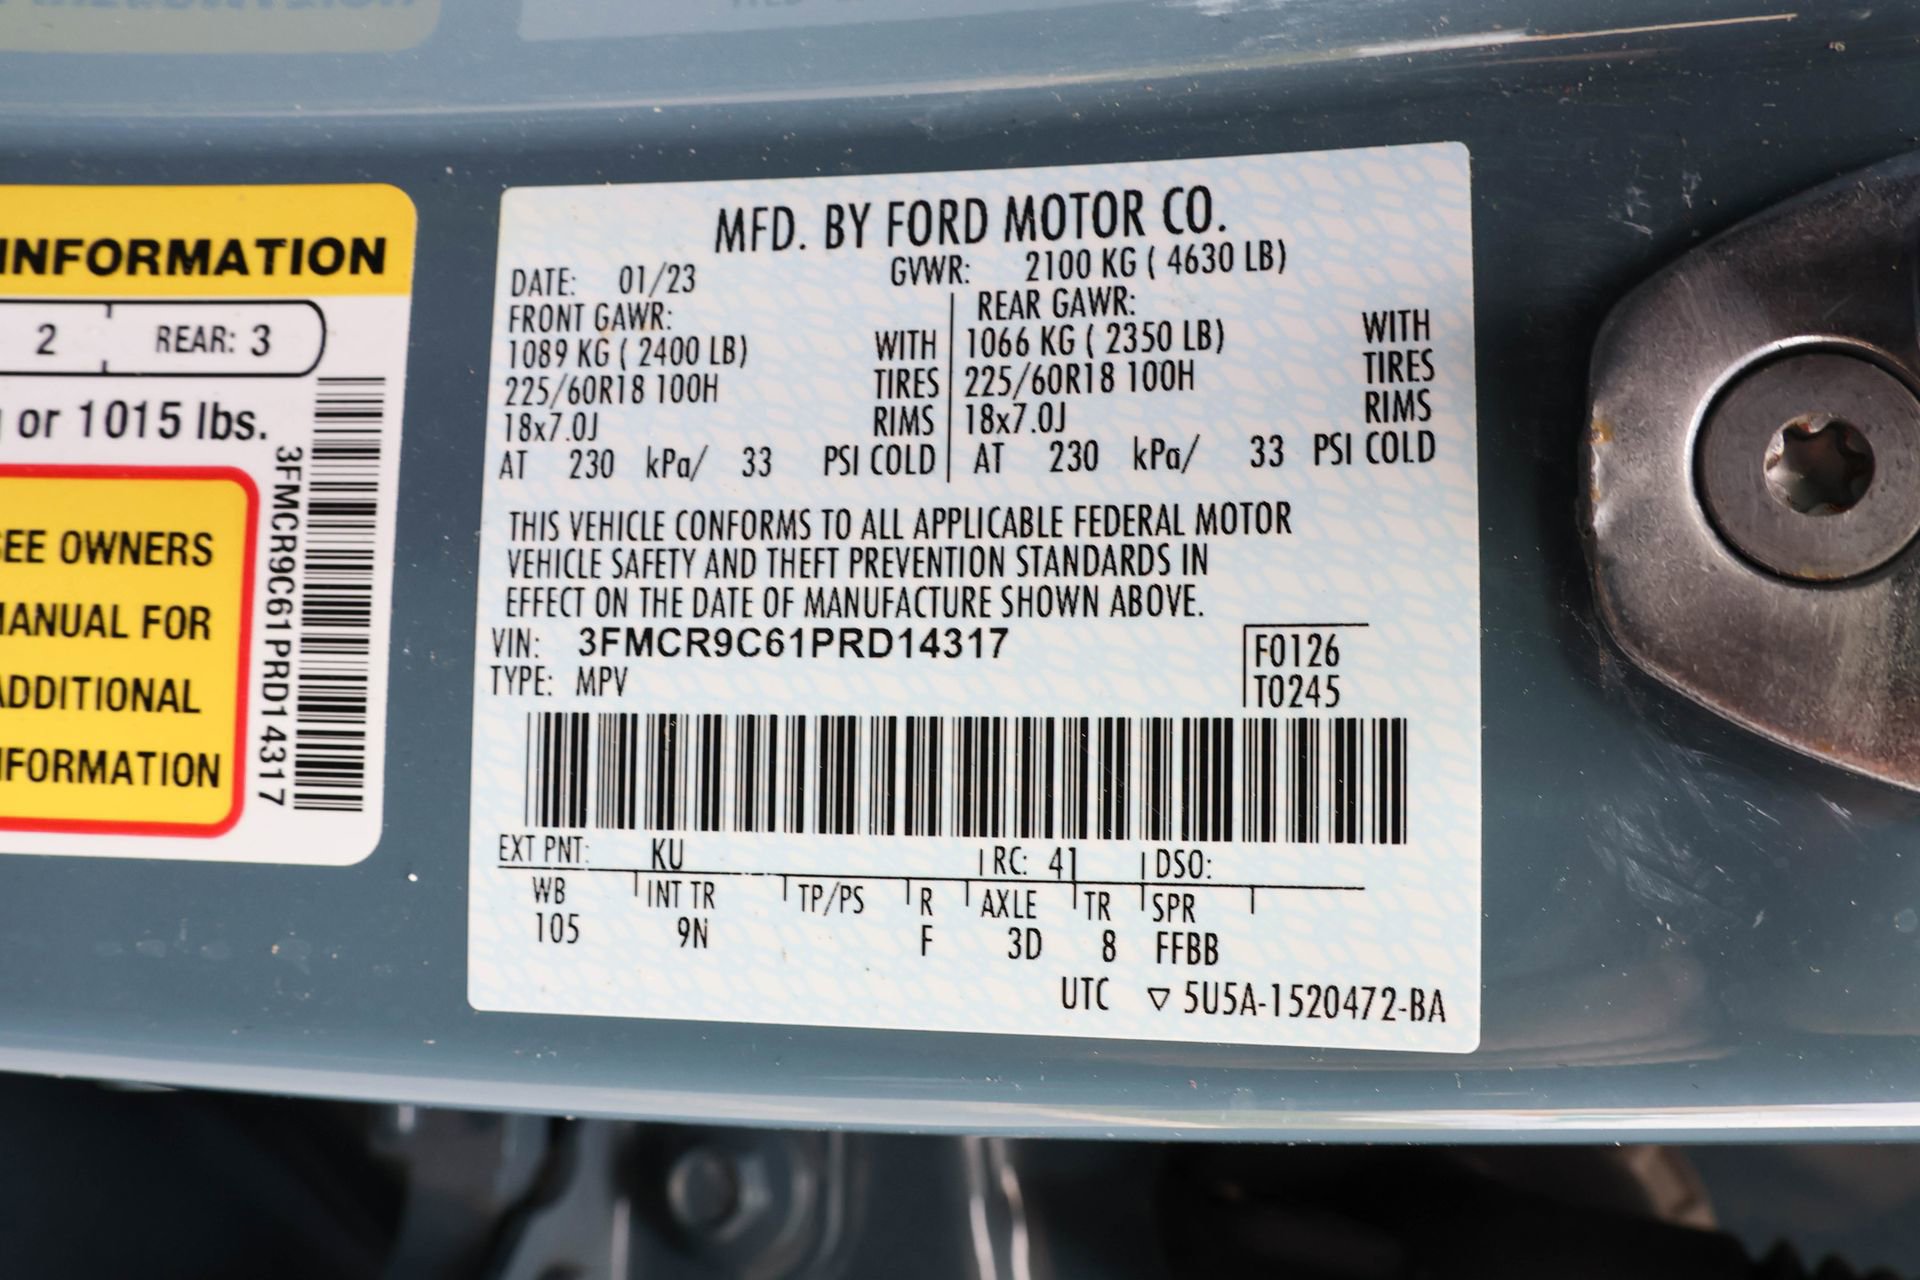 INFORMATION
2 REAR: 3
or 1015 lbs.
EE OWNERS
ANUAL FOR
ADDITIONAL
FORMATION
3FMCR9C61PRD14317
MFD. BY FORD MOTOR CO.
DATE: 01/23 GVWR: 2100 KG ( 4630 LB)
FRONT GAWR: REAR GAWR:
1089 KG ( 2400 LB) WITH 1066 KG ( 2350 LB) WITH
225/60R18 100H TIRES 225/60R18 100H TIRES
18x7.0J RIMS 18x7.0J RIMS
AT 230 kPa/ 33 PSI COLD AT 230 kPa/ 33 PSI COLD
THIS VEHICLE CONFORMS TO ALL APPLICABLE FEDERAL MOTOR
VEHICLE SAFETY AND THEFT PREVENTION STANDARDS IN
EFFECT ON THE DATE OF MANUFACTURE SHOWN ABOVE.
VIN: 3FMCR9C61PRD14317 F0126
TYPE: MPV T0245
EXT PNT: KU RC: 41 DSO:
WB INT TR TP/PS R AXLE TR SPR
105 9N F 3D 8 FFBB
UTC ▽ 5U5A-1520472-BA